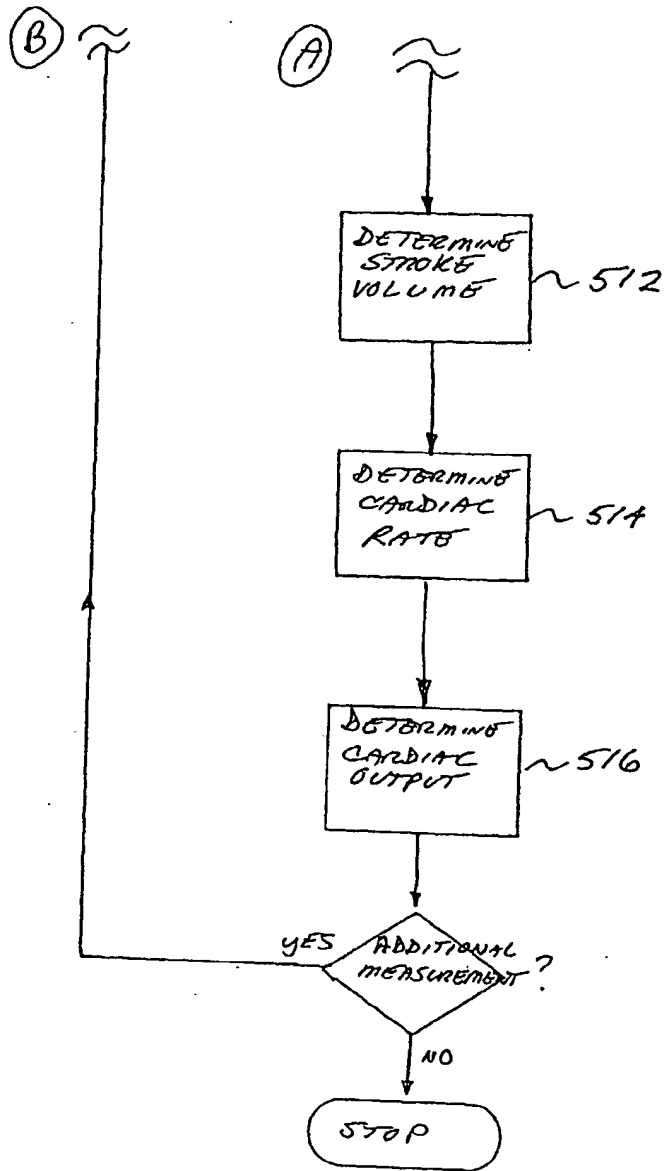 B
A
DETERMINE
STROKE
VOLUME
512
DETERMINE
CARDIAC
RATE
514
DETERMINE
CARDIAC
OUTPUT
516
YES
ADDITIONAL
MEASUREMENT?
NO
STOP